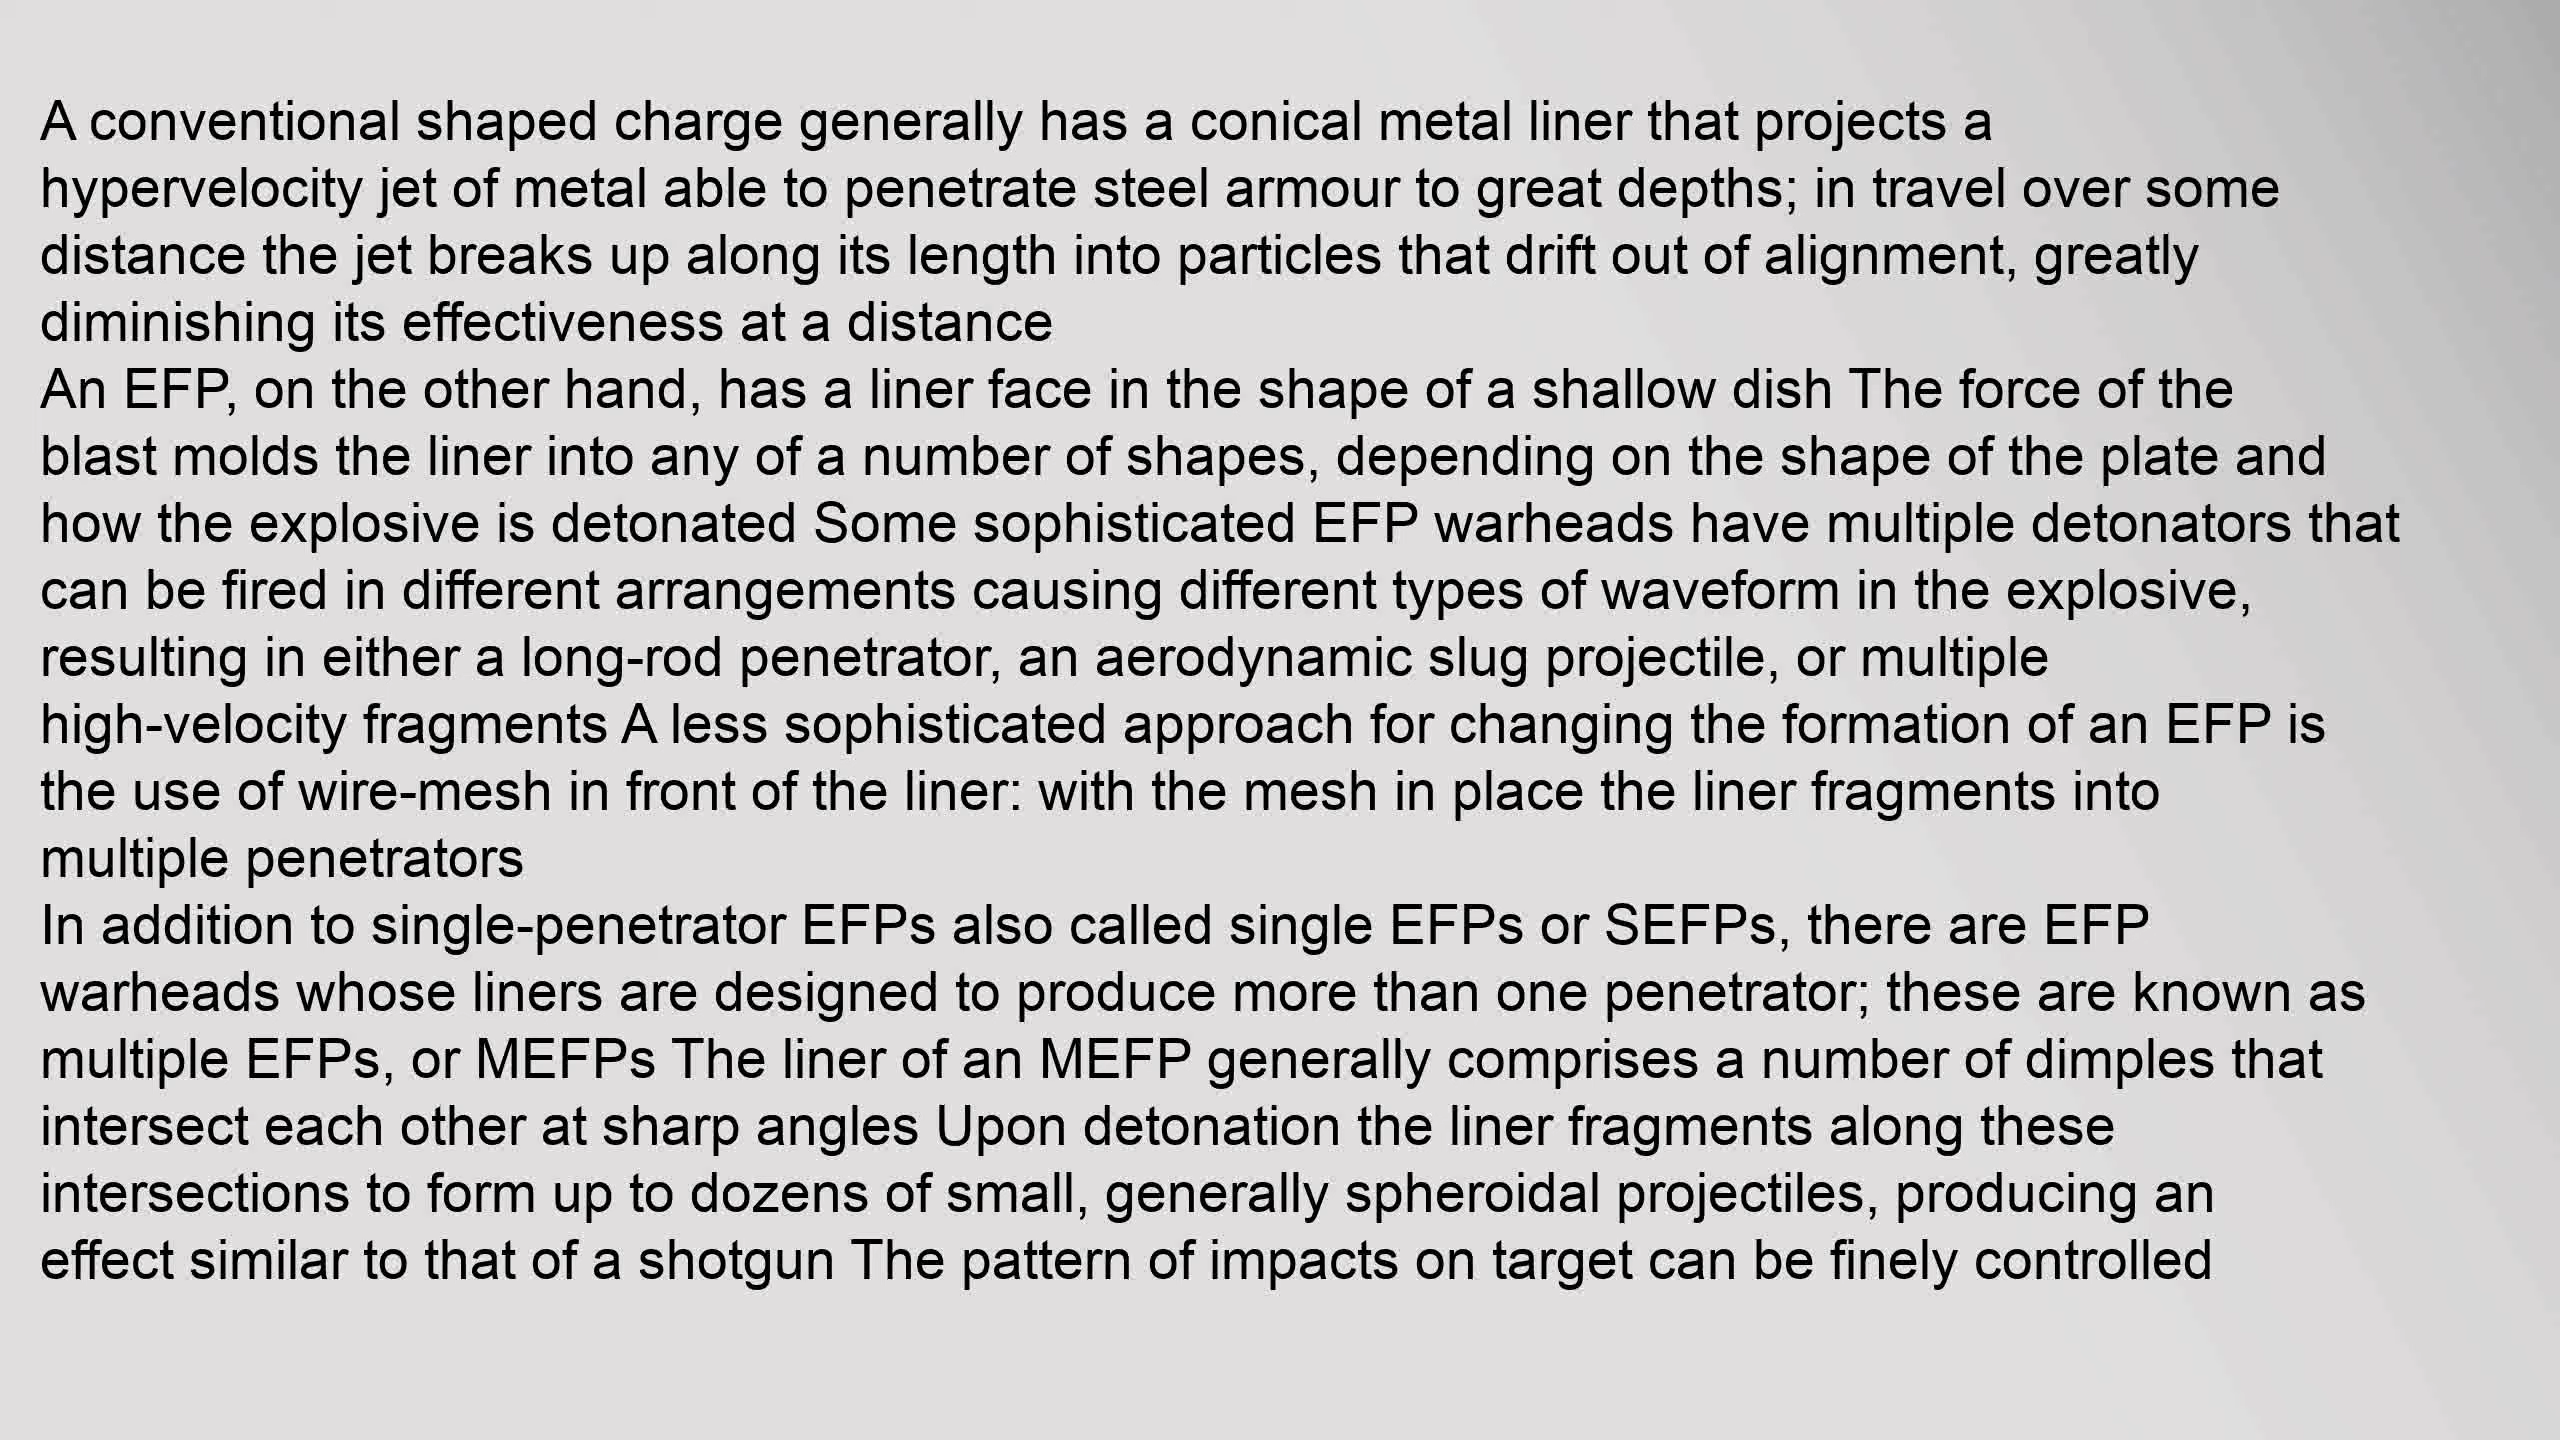 A conventional shaped charge generally has a conical metal liner that projects a
hypervelocity jet of metal able to penetrate steel armour to great depths; in travel over some
distance the jet breaks up along its length into particles that drift out of alignment, greatly
diminishing its effectiveness at a distance
An EFP, on the other hand, has a liner face in the shape of a shallow dish The force of the
blast molds the liner into any of a number of shapes, depending on the shape of the plate and
how the explosive is detonated Some sophisticated EFP warheads have multiple detonators that
can be fired in different arrangements causing different types of waveform in the explosive,
resulting in either a long-rod penetrator, an aerodynamic slug projectile, or multiple
high-velocity fragments A less sophisticated approach for changing the formation of an EFP is
the use of wire-mesh in front of the liner: with the mesh in place the liner fragments into
multiple penetrators
In addition to single-penetrator EFPs also called single EFPs or SEFPs, there are EFP
warheads whose liners are designed to produce more than one penetrator; these are known as
multiple EFPs, or MEFPs The liner of an MEFP generally comprises a number of dimples that
intersect each other at sharp angles Upon detonation the liner fragments along these
intersections to form up to dozens of small, generally spheroidal projectiles, producing an
effect similar to that of a shotgun The pattern of impacts on target can be finely controlled